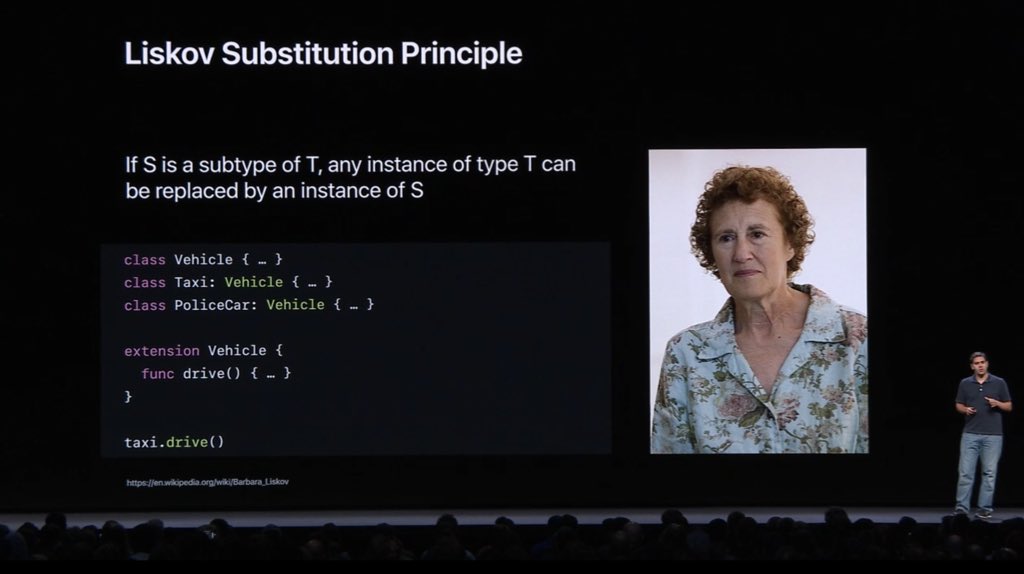 Liskov Substitution Principle
If S is a subtype of T, any instance of type T can
be replaced by an instance of S
class Vehicle { … }
class Taxi: Vehicle { … }
class PoliceCar: Vehicle { … }
extension Vehicle {
func drive() { … }
}
taxi.drive()
https://en.wikipedia.org/wiki/Barbara_Liskov